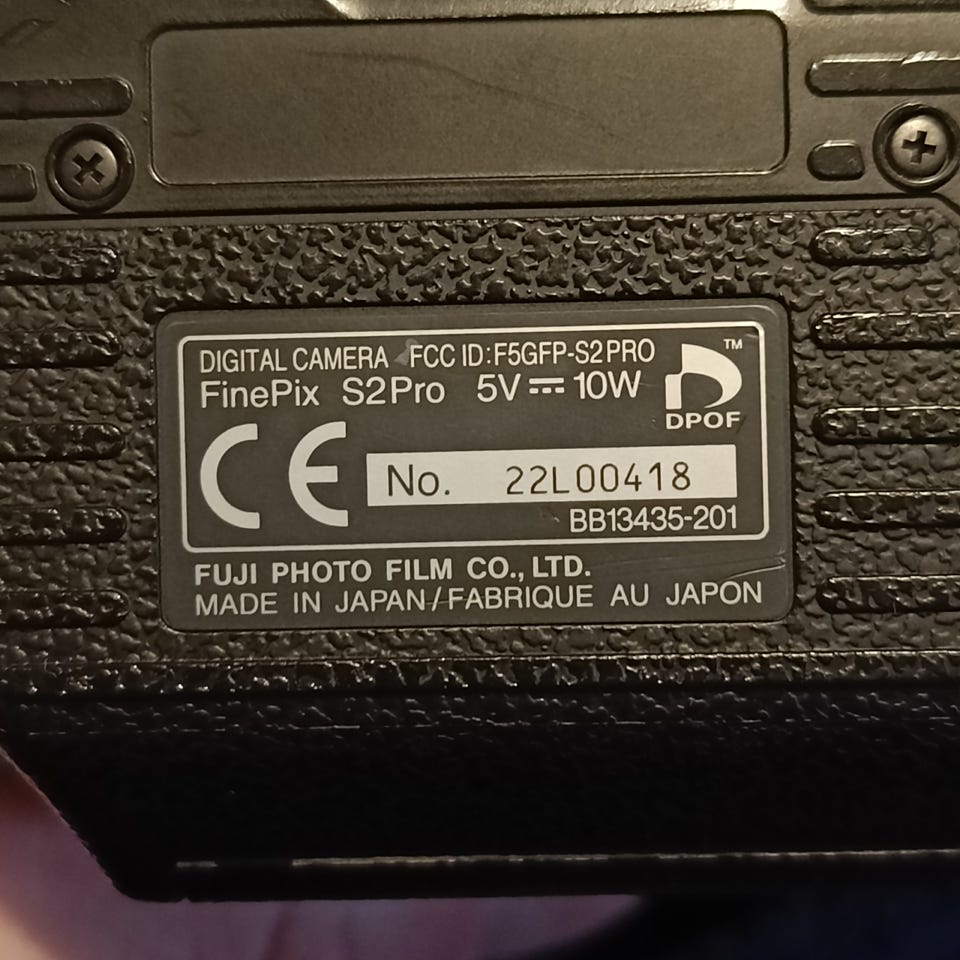 DIGITAL CAMERA FCC ID:F5GFP-S2PRO
FinePix S2Pro 5V ⎓ 10W
TM
DPOF
CE
No. 22L00418
BB13435-201
FUJI PHOTO FILM CO., LTD.
MADE IN JAPAN/FABRIQUE AU JAPON